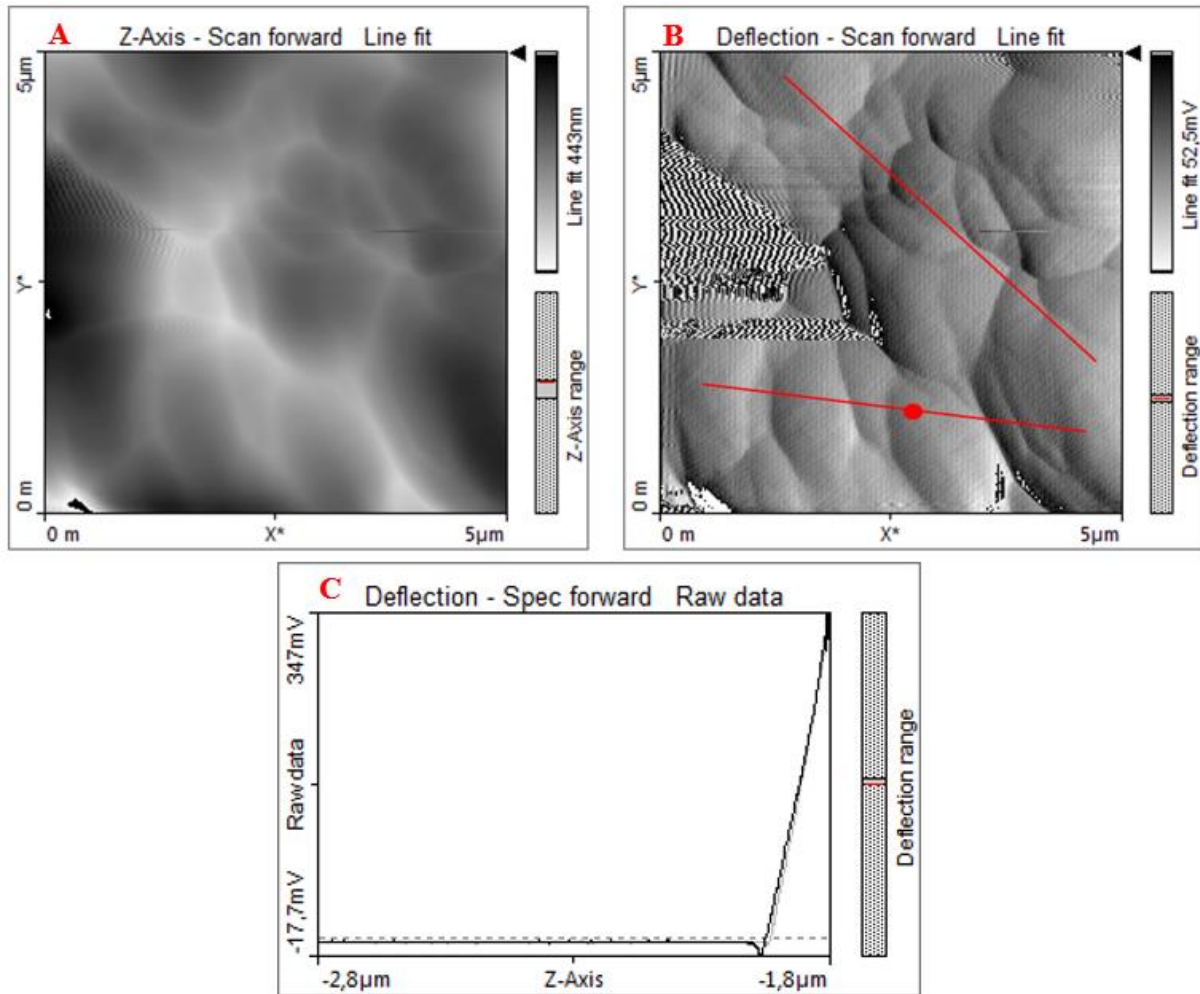 A Z-Axis - Scan forward Line fit
5µm
Y*
0 m
0 m X* 5µm
Line fit 443nm
Z-Axis range
B Deflection - Scan forward Line fit
5µm
Y*
0 m
0 m X* 5µm
Line fit 52,5mV
Deflection range
C Deflection - Spec forward Raw data
347mV
Raw data
-17,7mV
-2,8µm Z-Axis -1,8µm
Deflection range